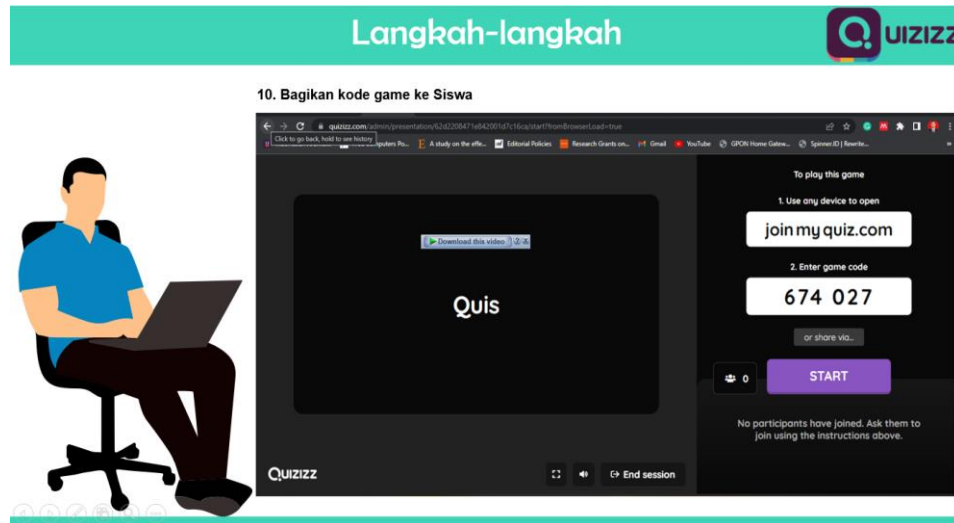 Langkah-langkah
QUIZIZZ
10. Bagikan kode game ke Siswa
quizizz.com/admin/presentation/62d2208471e842001d7c16ca/start?fromBrowserLoad=true
Click to go back, hold to see history
mputers Po...
A study on the effe...
Editorial Policies
Research Grants on...
Gmail
YouTube
GPON Home Gatew...
Spinner.ID | Rewrite...
To play this game
1. Use any device to open
joinmyquiz.com
Download this video
2. Enter game code
674 027
Quis
or share via...
0
START
No participants have joined. Ask them to
join using the instructions above.
QUIZIZZ
End session